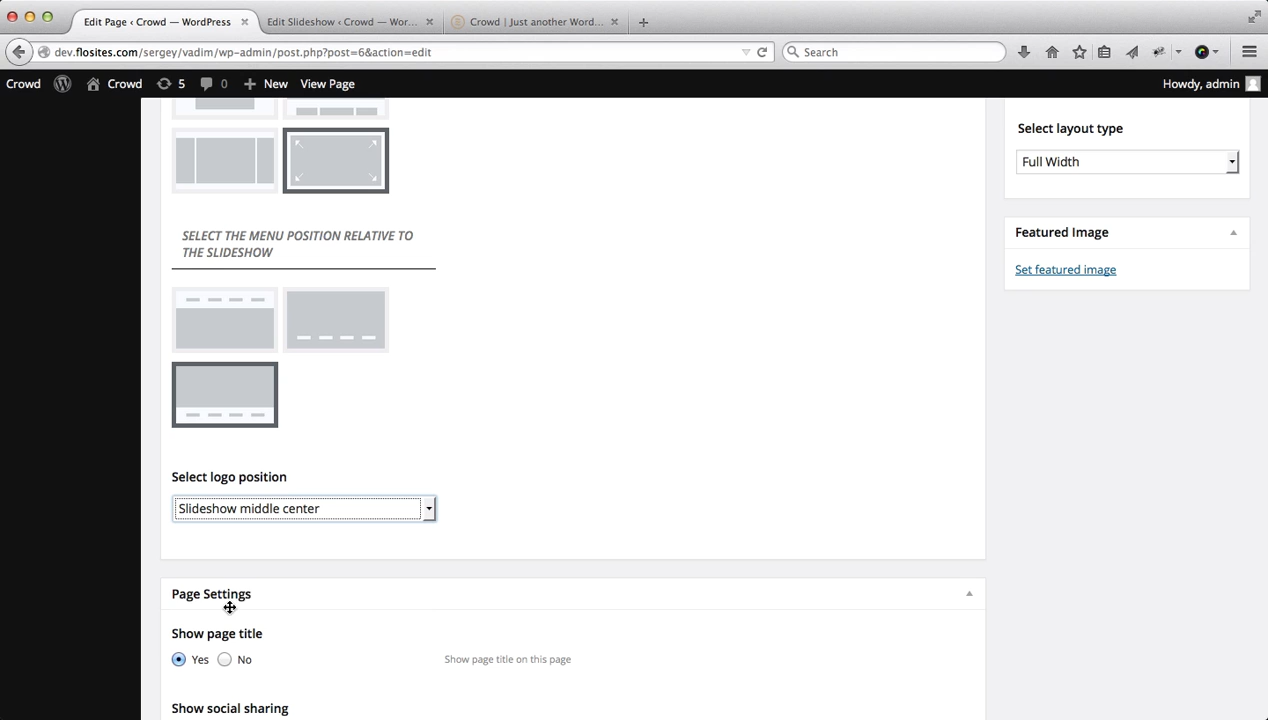 Edit Page ‹ Crowd — WordPress
Edit Slideshow ‹ Crowd — Wor...
Crowd | Just another Word...
dev.flosites.com/sergey/vadim/wp-admin/post.php?post=6&action=edit
Search
Crowd
Crowd
5
0
New
View Page
Howdy, admin
Select layout type
Full Width
SELECT THE MENU POSITION RELATIVE TO
THE SLIDESHOW
Featured Image
Set featured image
Select logo position
Slideshow middle center
Page Settings
Show page title
Yes
No
Show page title on this page
Show social sharing